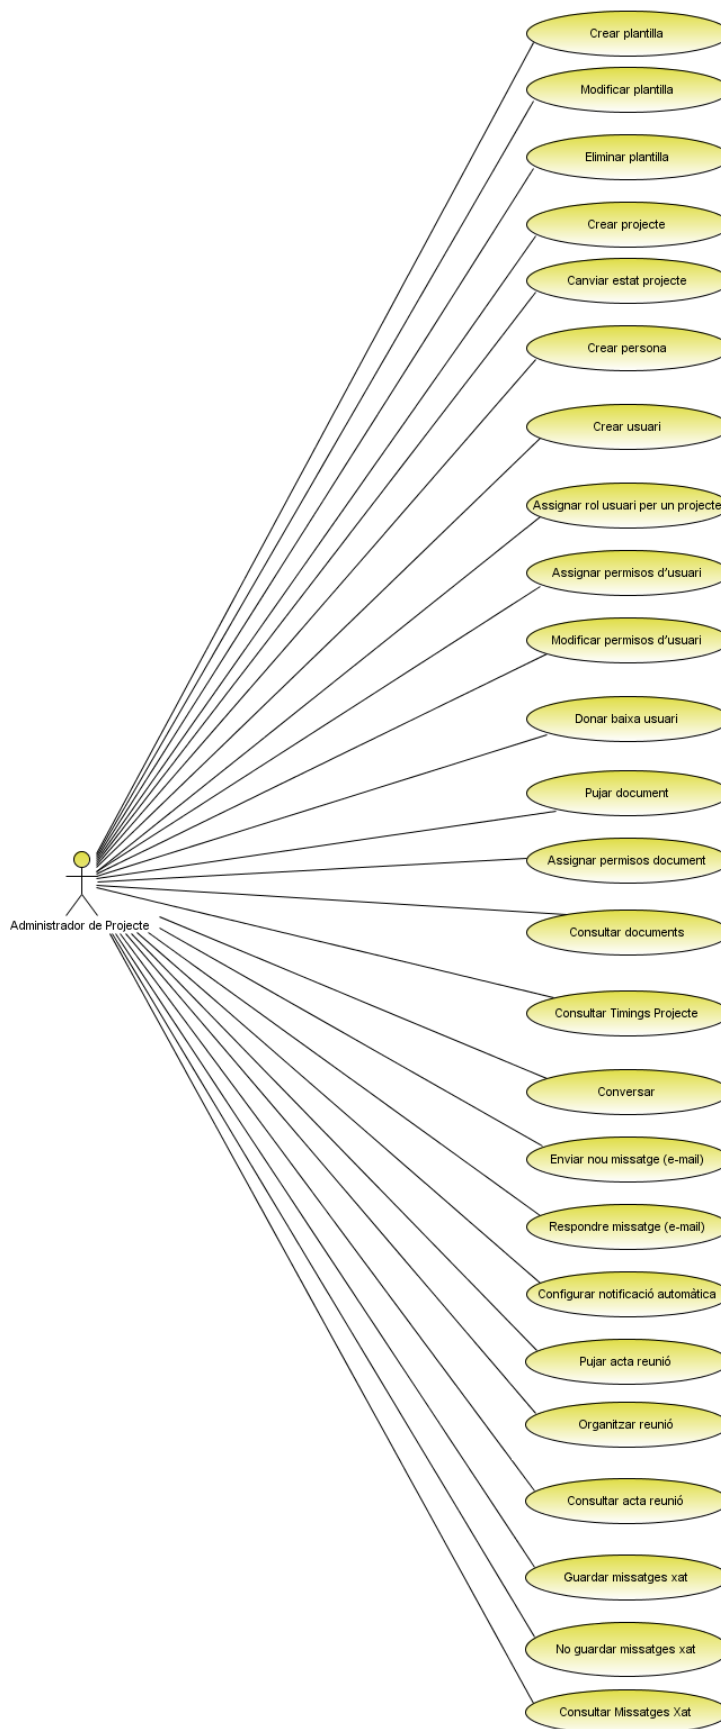 Crear plantilla
Modificar plantilla
Eliminar plantilla
Crear projecte
Canviar estat projecte
Crear persona
Crear usuari
Assignar rol usuari per un projecte
Assignar permisos d'usuari
Modificar permisos d'usuari
Donar baixa usuari
Pujar document
Assignar permisos document
Administrador de Projecte
Consultar documents
Consultar Timings Projecte
Conversar
Enviar nou missatge (e-mail)
Respondre missatge (e-mail)
Configurar notificació automàtica
Pujar acta reunió
Organitzar reunió
Consultar acta reunió
Guardar missatges xat
No guardar missatges xat
Consultar Missatges Xat